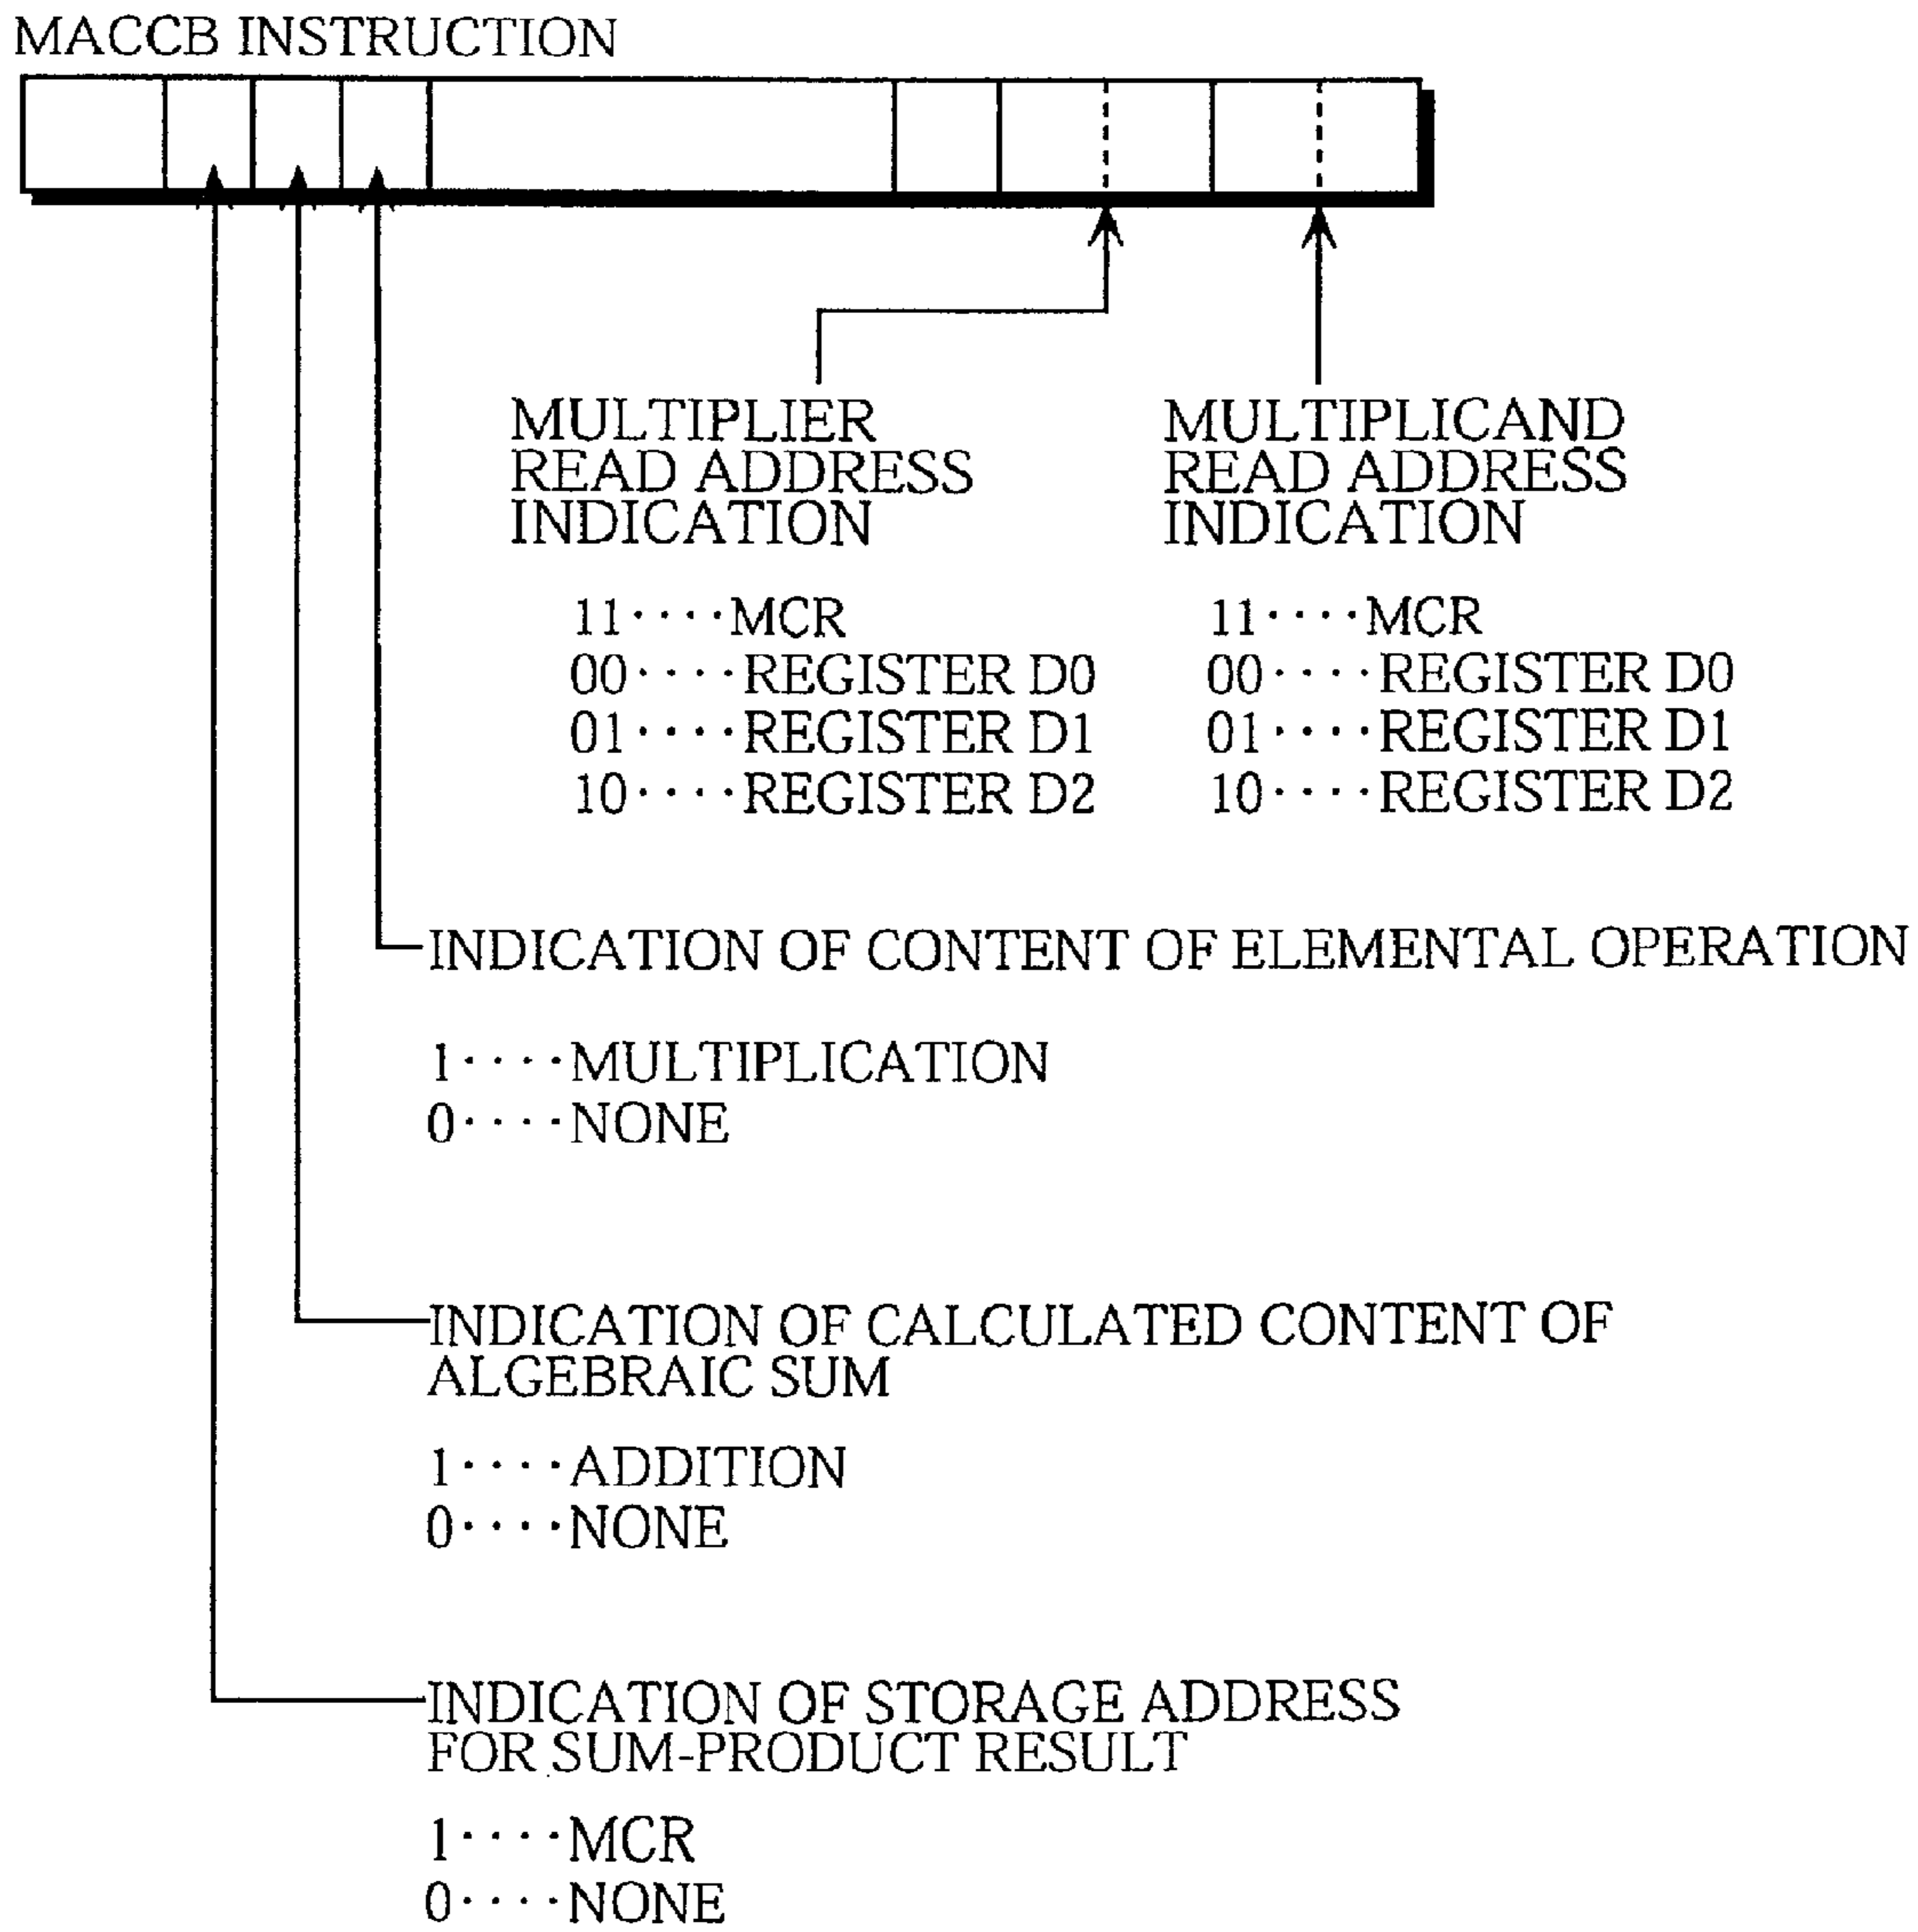 MACCB INSTRUCTION
MULTIPLIER
READ ADDRESS
INDICATION
11····MCR
00····REGISTER D0
01····REGISTER D1
10····REGISTER D2
MULTIPLICAND
READ ADDRESS
INDICATION
11····MCR
00····REGISTER D0
01····REGISTER D1
10····REGISTER D2
INDICATION OF CONTENT OF ELEMENTAL OPERATION
1····MULTIPLICATION
0····NONE
INDICATION OF CALCULATED CONTENT OF
ALGEBRAIC SUM
1····ADDITION
0····NONE
INDICATION OF STORAGE ADDRESS
FOR SUM-PRODUCT RESULT
1····MCR
0····NONE